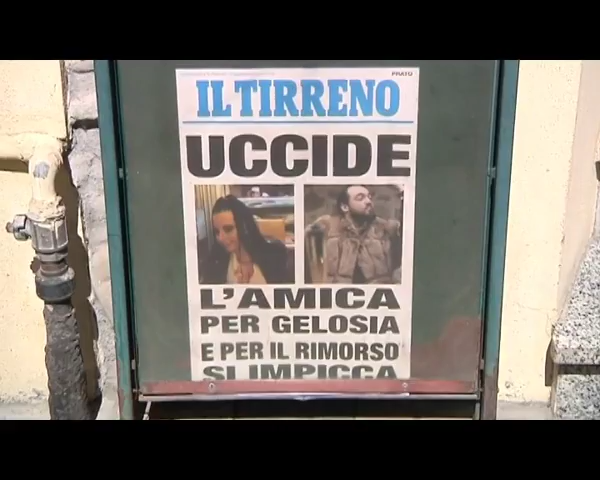 PRATO
IL TIRRENO
UCCIDE
L'AMICA
PER GELOSIA
E PER IL RIMORSO
SI IMPICCA